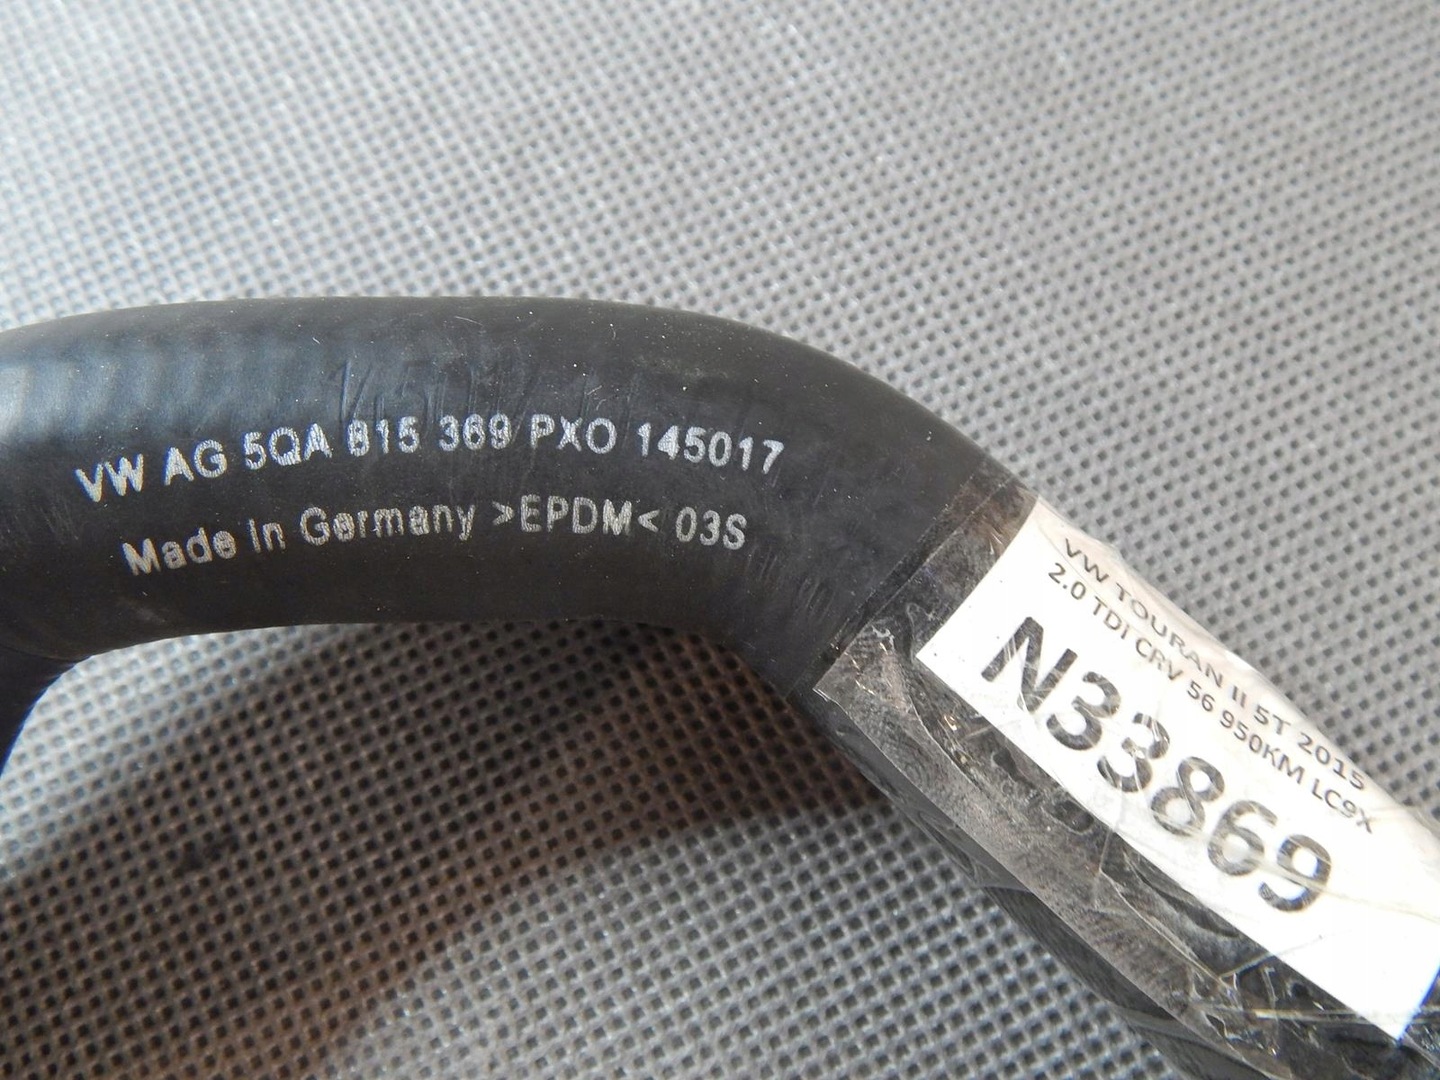 VW AG 5QA 815 369 PXO 145017
Made in Germany >EPDM< 03S
VW TOURAN II 5T 2015
2.0 TDI CRV 56 950KM LC9X
N33869